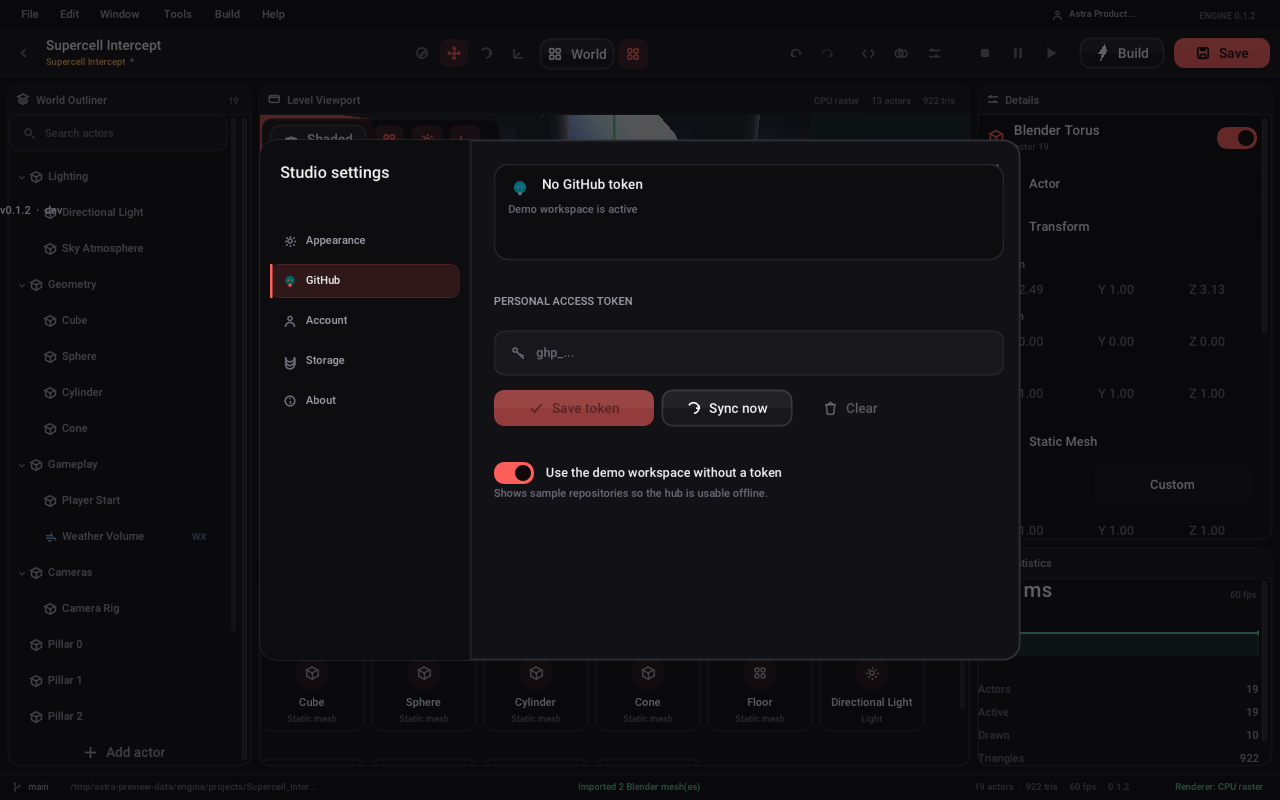 File Edit Window Tools Build Help
Astra Product...
ENGINE 0.1.2
Supercell Intercept
Supercell Intercept *
World
Build
Save
World Outliner
19
Search actors
Lighting
Directional Light
v0.1.2 · dev
Sky Atmosphere
Geometry
Cube
Sphere
Cylinder
Cone
Gameplay
Player Start
Weather Volume WX
Cameras
Camera Rig
Pillar 0
Pillar 1
Pillar 2
Add actor
Level Viewport
CPU raster · 13 actors · 922 tris
Shaded
Studio settings
Appearance
GitHub
Account
Storage
About
No GitHub token
Demo workspace is active
PERSONAL ACCESS TOKEN
ghp_...
Save token
Sync now
Clear
Use the demo workspace without a token
Shows sample repositories so the hub is usable offline.
Cube
Static mesh
Sphere
Static mesh
Cylinder
Static mesh
Cone
Static mesh
Floor
Static mesh
Directional Light
Light
Details
Blender Torus
actor 19
Actor
Transform
2.49 Y 1.00 Z 3.13
0.00 Y 0.00 Z 0.00
1.00 Y 1.00 Z 1.00
Static Mesh
Custom
1.00 Y 1.00 Z 1.00
tistics
ms
60 fps
Actors 19
Active 19
Drawn 10
Triangles 922
main
/tmp/astra-preview-data/engine/projects/Supercell_Inter...
Imported 2 Blender mesh(es)
19 actors · 922 tris · 60 fps · 0.1.2
Renderer: CPU raster